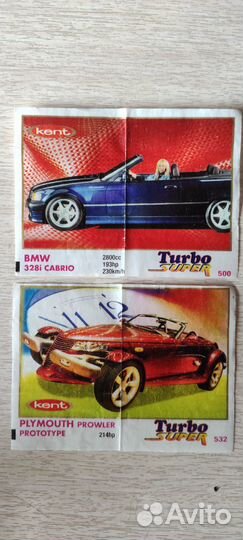 kent
BMW
328i CABRIO
2800cc
193hp
230km/h
Turbo
SUPER
500
kent
PLYMOUTH PROWLER
PROTOTYPE
214hp
Turbo
SUPER
532
Avito